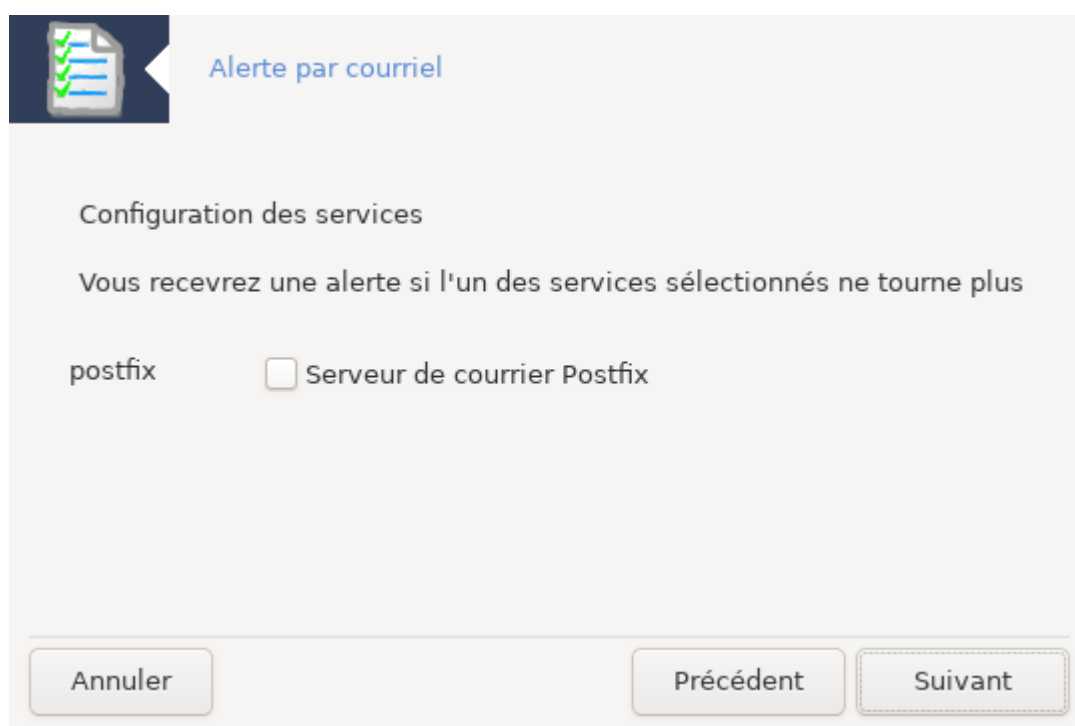 Alerte par courriel
Configuration des services
Vous recevrez une alerte si l'un des services sélectionnés ne tourne plus
postfix Serveur de courrier Postfix
Annuler Précédent Suivant